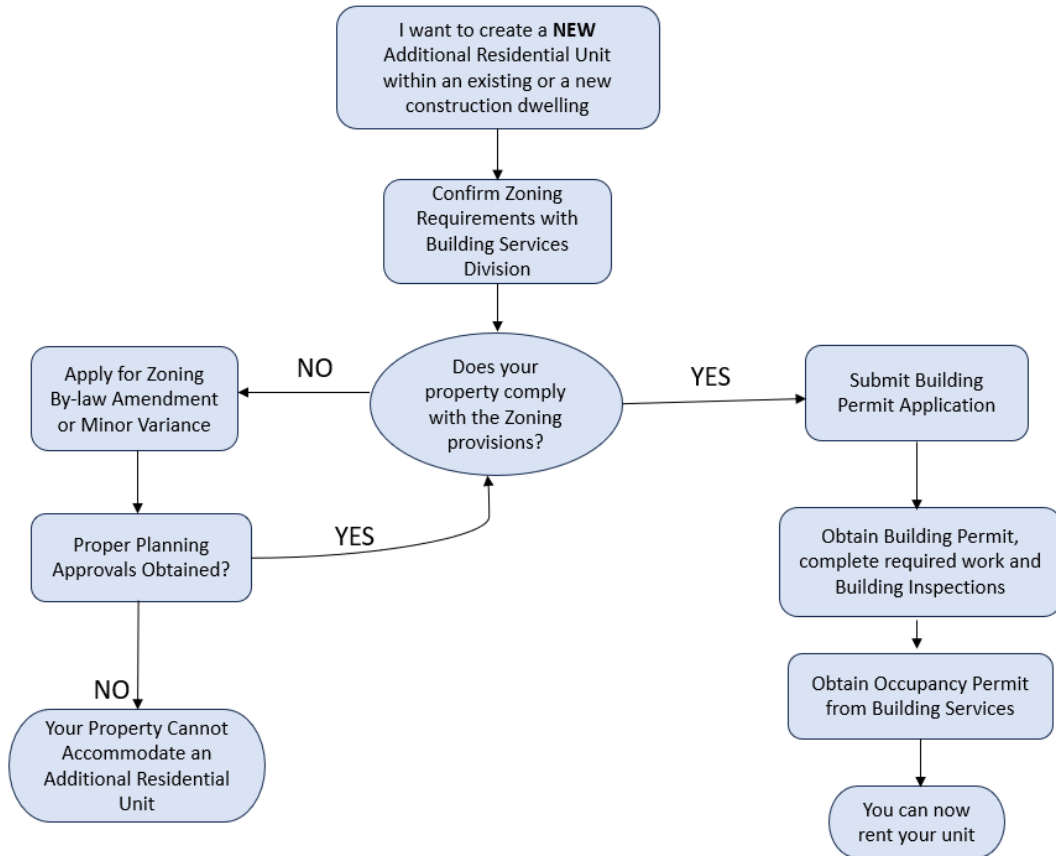 I want to create a NEW
Additional Residential Unit
within an existing or a new
construction dwelling
Confirm Zoning
Requirements with
Building Services
Division
Does your
property comply
with the Zoning
provisions?
NO
Apply for Zoning
By-law Amendment
or Minor Variance
Proper Planning
Approvals Obtained?
YES
NO
Your Property Cannot
Accommodate an
Additional Residential
Unit
YES
Submit Building
Permit Application
Obtain Building Permit,
complete required work and
Building Inspections
Obtain Occupancy Permit
from Building Services
You can now
rent your unit